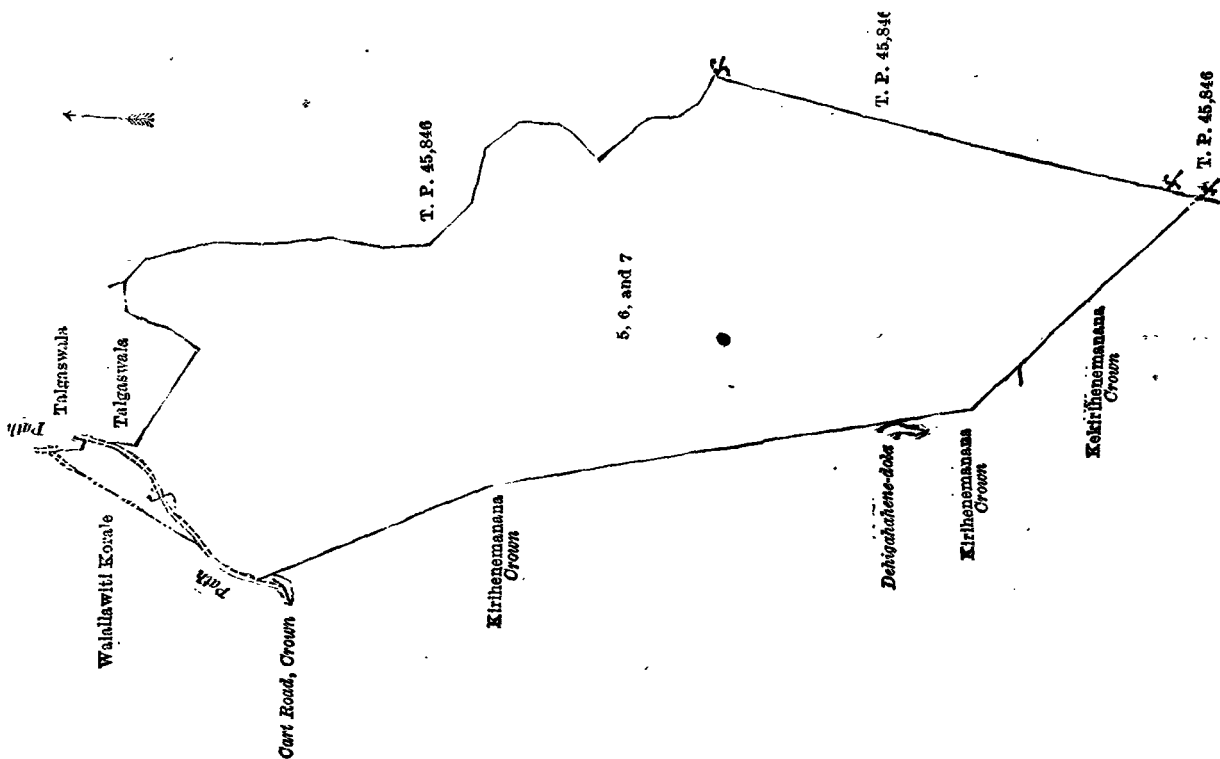 Path
Talgaswala
Talgaswala
Walallawiti Korale
Path
Cart Road, Crown
T. P. 45,846
T. P. 45,846
5, 6, and 7
Kirihenemanana
Crown
Dehigahahene-dola
Kirihenemanana
Crown
Kekirihenemanana
Crown
T. P. 45,846